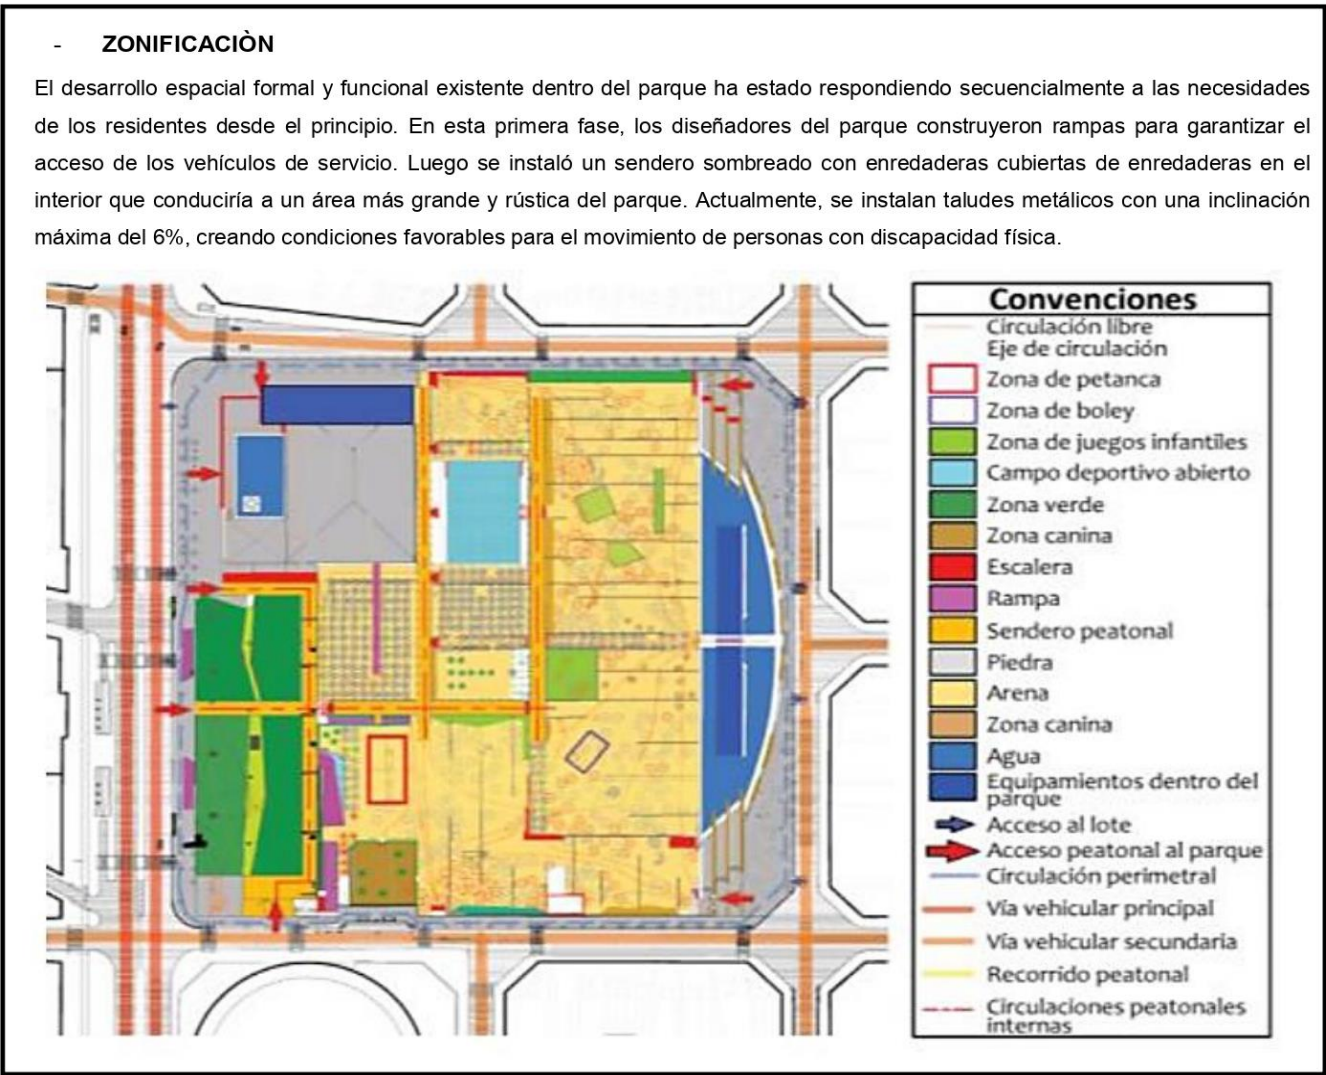 - ZONIFICACIÒN
El desarrollo espacial formal y funcional existente dentro del parque ha estado respondiendo secuencialmente a las necesidades
de los residentes desde el principio. En esta primera fase, los diseñadores del parque construyeron rampas para garantizar el
acceso de los vehículos de servicio. Luego se instaló un sendero sombreado con enredaderas cubiertas de enredaderas en el
interior que conduciría a un área más grande y rústica del parque. Actualmente, se instalan taludes metálicos con una inclinación
máxima del 6%, creando condiciones favorables para el movimiento de personas con discapacidad física.
Convenciones
Circulación libre
Eje de circulación
Zona de petanca
Zona de boley
Zona de juegos infantiles
Campo deportivo abierto
Zona verde
Zona canina
Escalera
Rampa
Sendero peatonal
Piedra
Arena
Zona canina
Agua
Equipamientos dentro del
parque
Acceso al lote
Acceso peatonal al parque
Circulación perimetral
Vía vehicular principal
Vía vehicular secundaria
Recorrido peatonal
Circulaciones peatonales
internas